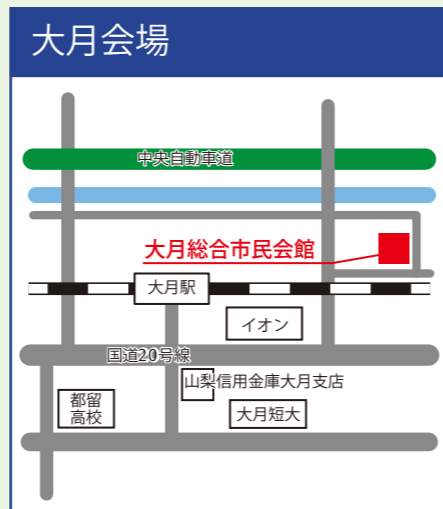 大月会場
中央自動車道
大月総合市民会館
大月駅
イオン
国道20号線
山梨信用金庫大月支店
都留
高校
大月短大